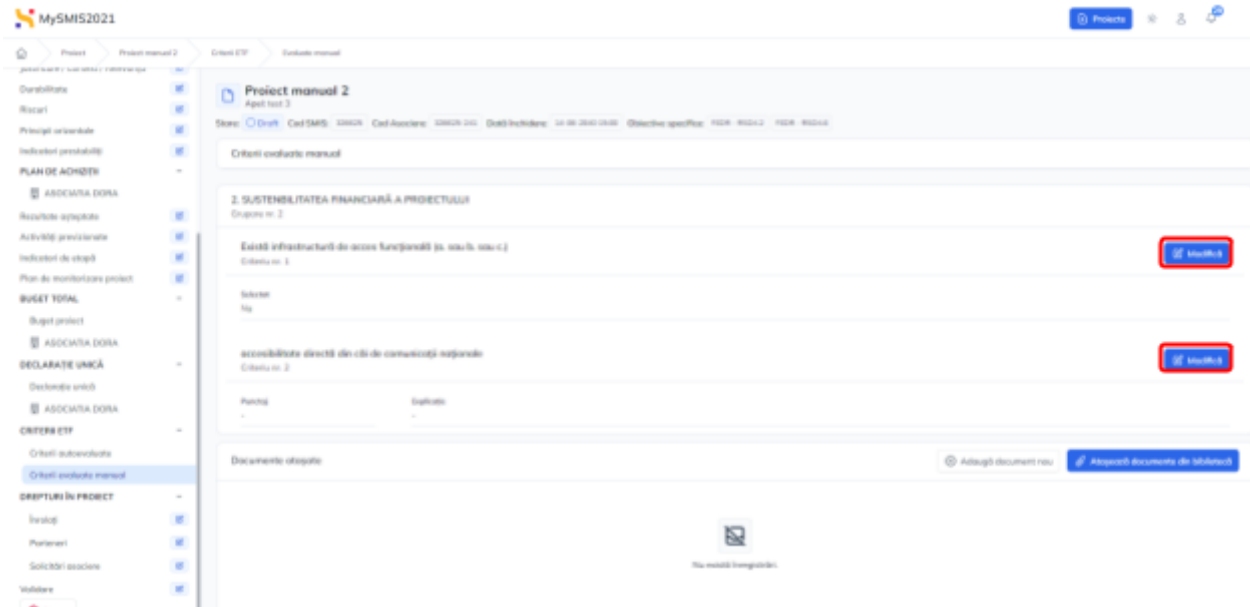 MySMIS2021
Proiecte
Proiect
Proiect manual 2
Criterii ETF
Evaluate manual
Durabilitate
Riscuri
Principii orizontale
Indicatori prestabiliți
PLAN DE ACHIZIȚII
ASOCIATIA DORA
Rezultate așteptate
Activități previzionate
Indicatori de etapă
Plan de monitorizare proiect
BUGET TOTAL
Buget proiect
ASOCIATIA DORA
DECLARAȚIE UNICĂ
Declarație unică
ASOCIATIA DORA
CRITERII ETF
Criterii autoevaluate
Criterii evaluate manual
DREPTURI ÎN PROIECT
Învitați
Parteneri
Solicitări asociere
Validare
Proiect manual 2
Apel test 3
Stare: Draft Cod SMIS: Cod Asociere: Dată închidere: Obiective specifice:
Criterii evaluate manual
2. SUSTENBILITATEA FINANCIARĂ A PROIECTULUI
Grupare nr. 2
Există infrastructură de acces funcțională (a. sau b. sau c.)
Criteriu nr. 1
Modifică
Selectat
Nu
accesibilitate directă din căi de comunicații naționale
Criteriu nr. 2
Modifică
Punctaj
-
Explicație
-
Documente atașate
Adaugă document nou
Atașează documente din bibliotecă
Nu există înregistrări.